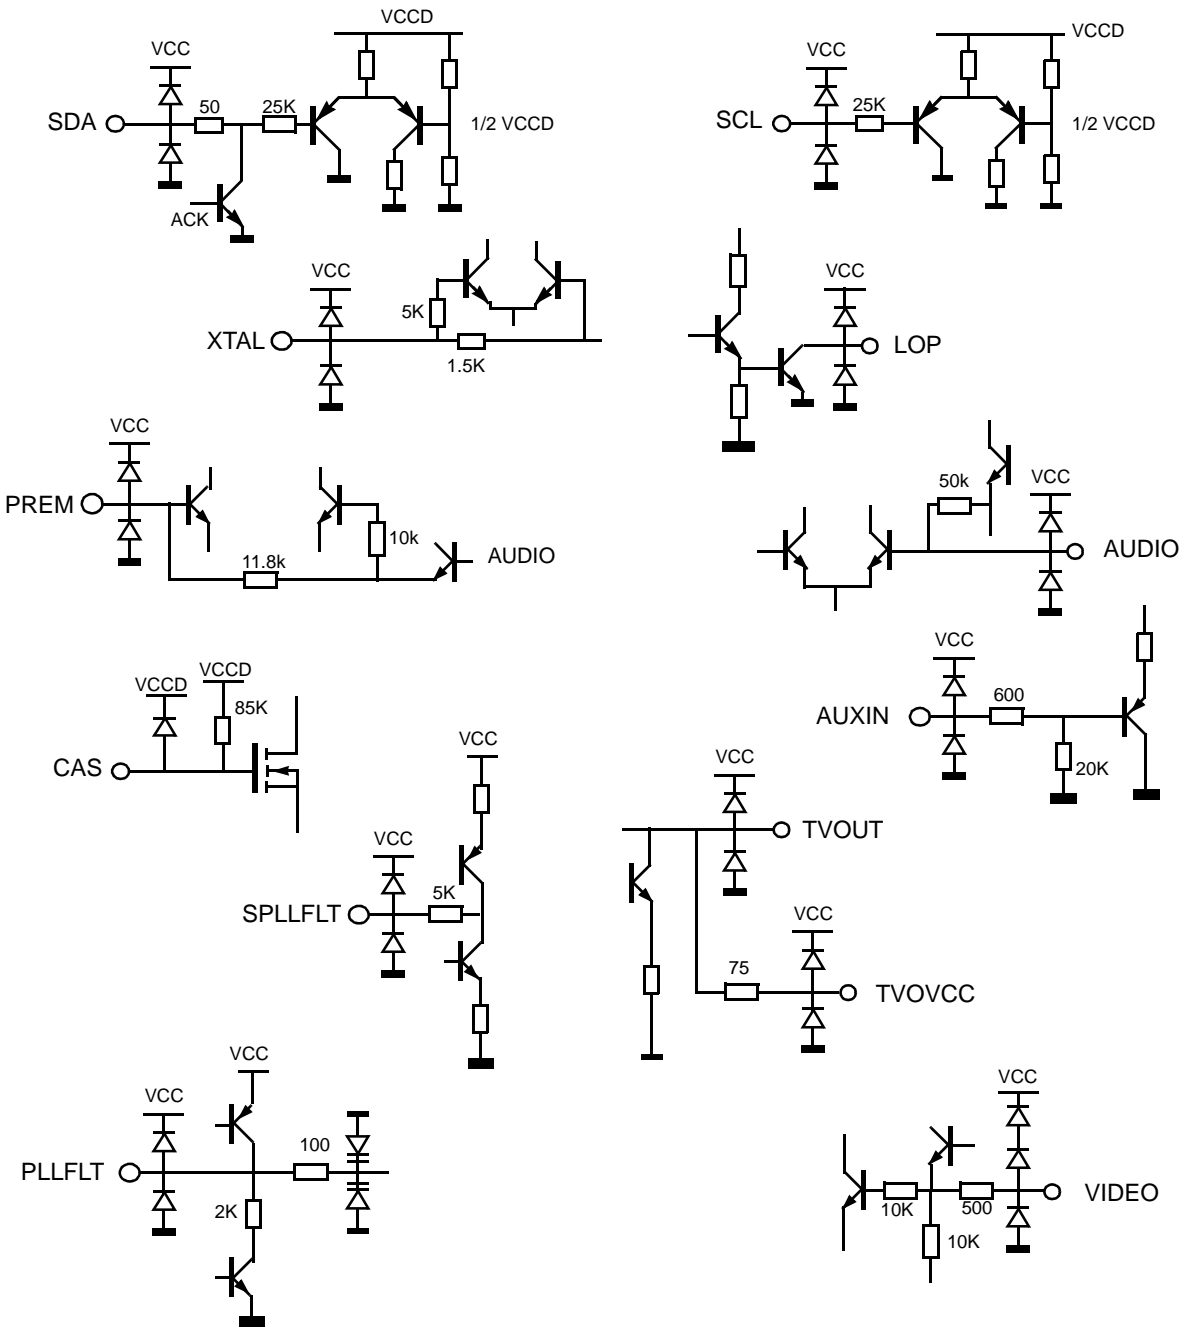 VCCD
VCC
50
25K
SDA
1/2 VCCD
ACK
VCCD
VCC
25K
SCL
1/2 VCCD
VCC
5K
XTAL
1.5K
VCC
LOP
VCC
PREM
10k
11.8k
AUDIO
50k
VCC
AUDIO
VCCD
VCCD
85K
CAS
VCC
600
AUXIN
20K
VCC
VCC
5K
SPLLFLT
VCC
TVOUT
VCC
75
TVOVCC
VCC
VCC
100
PLLFLT
2K
VCC
10K
500
VIDEO
10K